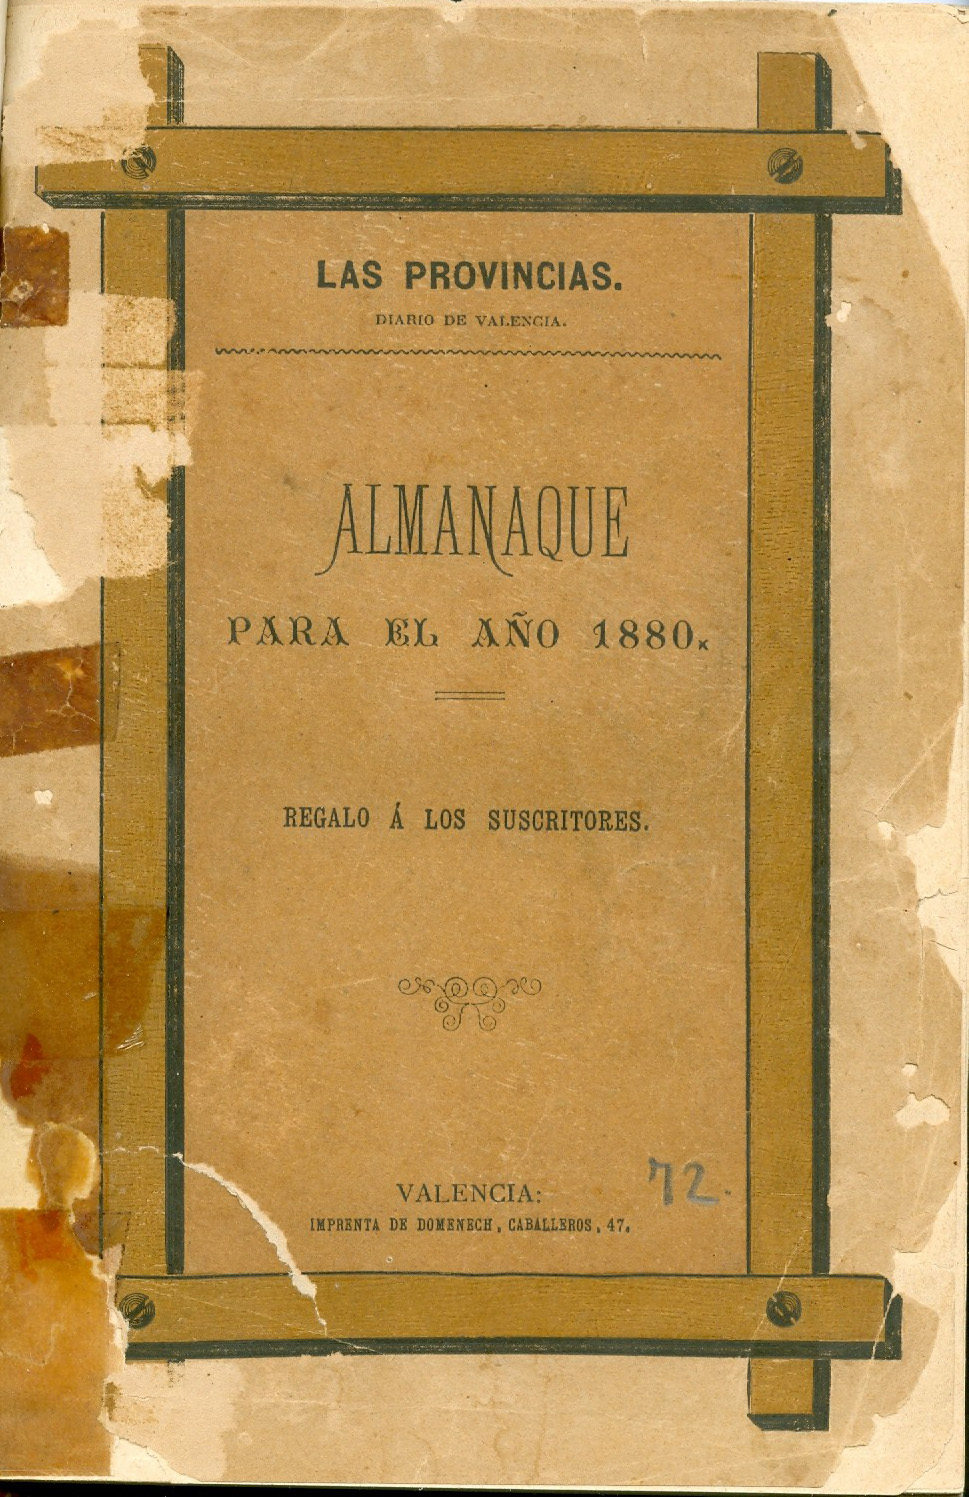 LAS PROVINCIAS.
DIARIO DE VALENCIA.
ALMANAQUE
PARA EL AÑO 1880.
REGALO Á LOS SUSCRITORES.
72.
VALENCIA:
IMPRENTA DE DOMENECH, CABALLEROS, 47.